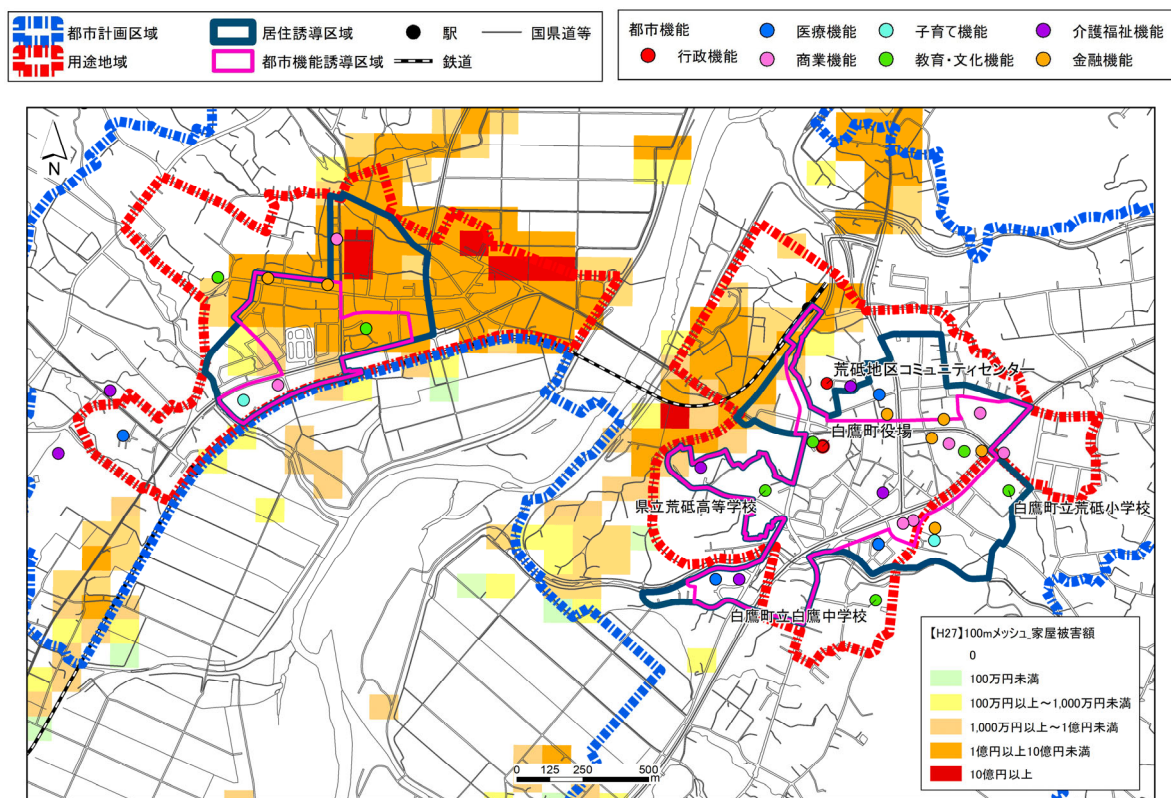 都市計画区域
居住誘導区域
駅
国県道等
用途地域
都市機能誘導区域
鉄道
都市機能
医療機能
子育て機能
介護福祉機能
行政機能
商業機能
教育・文化機能
金融機能
N
荒砥地区コミュニティセンター
白鷹町役場
県立荒砥高等学校
白鷹町立荒砥小学校
白鷹町立白鷹中学校
【H27】100mメッシュ_家屋被害額
0
100万円未満
100万円以上～1,000万円未満
1,000万円以上～1億円未満
1億円以上10億円未満
10億円以上
0 125 250 500
m